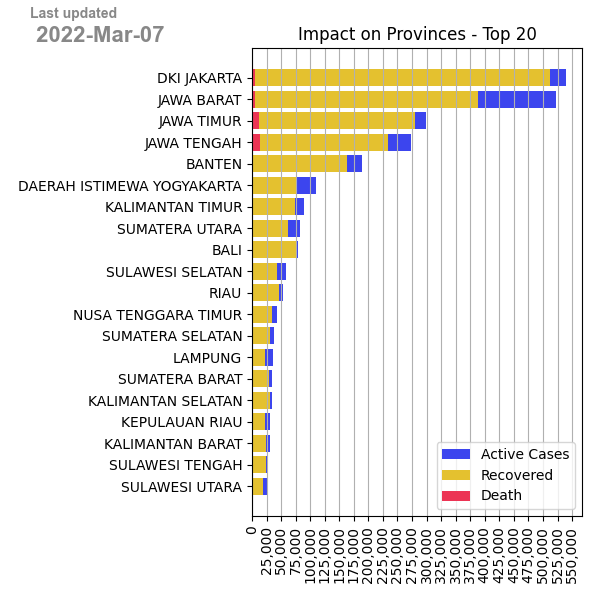 Last updated
2022-Mar-07
Impact on Provinces - Top 20
DKI JAKARTA
JAWA BARAT
JAWA TIMUR
JAWA TENGAH
BANTEN
DAERAH ISTIMEWA YOGYAKARTA
KALIMANTAN TIMUR
SUMATERA UTARA
BALI
SULAWESI SELATAN
RIAU
NUSA TENGGARA TIMUR
SUMATERA SELATAN
LAMPUNG
SUMATERA BARAT
KALIMANTAN SELATAN
KEPULAUAN RIAU
KALIMANTAN BARAT
SULAWESI TENGAH
SULAWESI UTARA
Active Cases
Recovered
Death
0
25,000
50,000
75,000
100,000
125,000
150,000
175,000
200,000
225,000
250,000
275,000
300,000
325,000
350,000
375,000
400,000
425,000
450,000
475,000
500,000
525,000
550,000